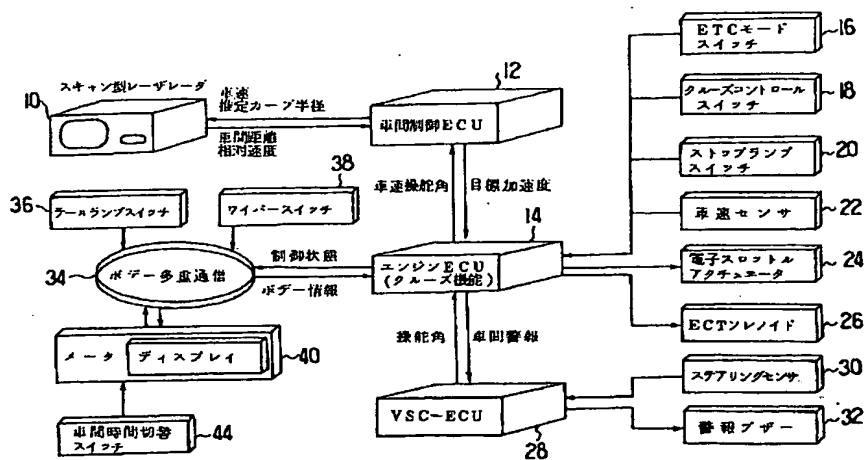 ETCモード
スイッチ
16
クルーズコントロール
スイッチ
18
ストップランプ
スイッチ
20
車速センサ
22
電子スロットル
アクチュエータ
24
ECTソレノイド
26
ステアリングセンサ
30
警報ブザー
32
スキャン型レーザレーダ
10
車速
推定カーブ半径
車間距離
相対速度
12
車間制御ECU
車速操舵角
目標加速度
14
エンジンECU
(クルーズ機能)
36
テールランプスイッチ
38
ワイパースイッチ
34
ボデー多重通信
制御状態
ボデー情報
メータ
ディスプレイ
40
車間時間切替
スイッチ
44
操舵角
車間警報
VSC-ECU
28